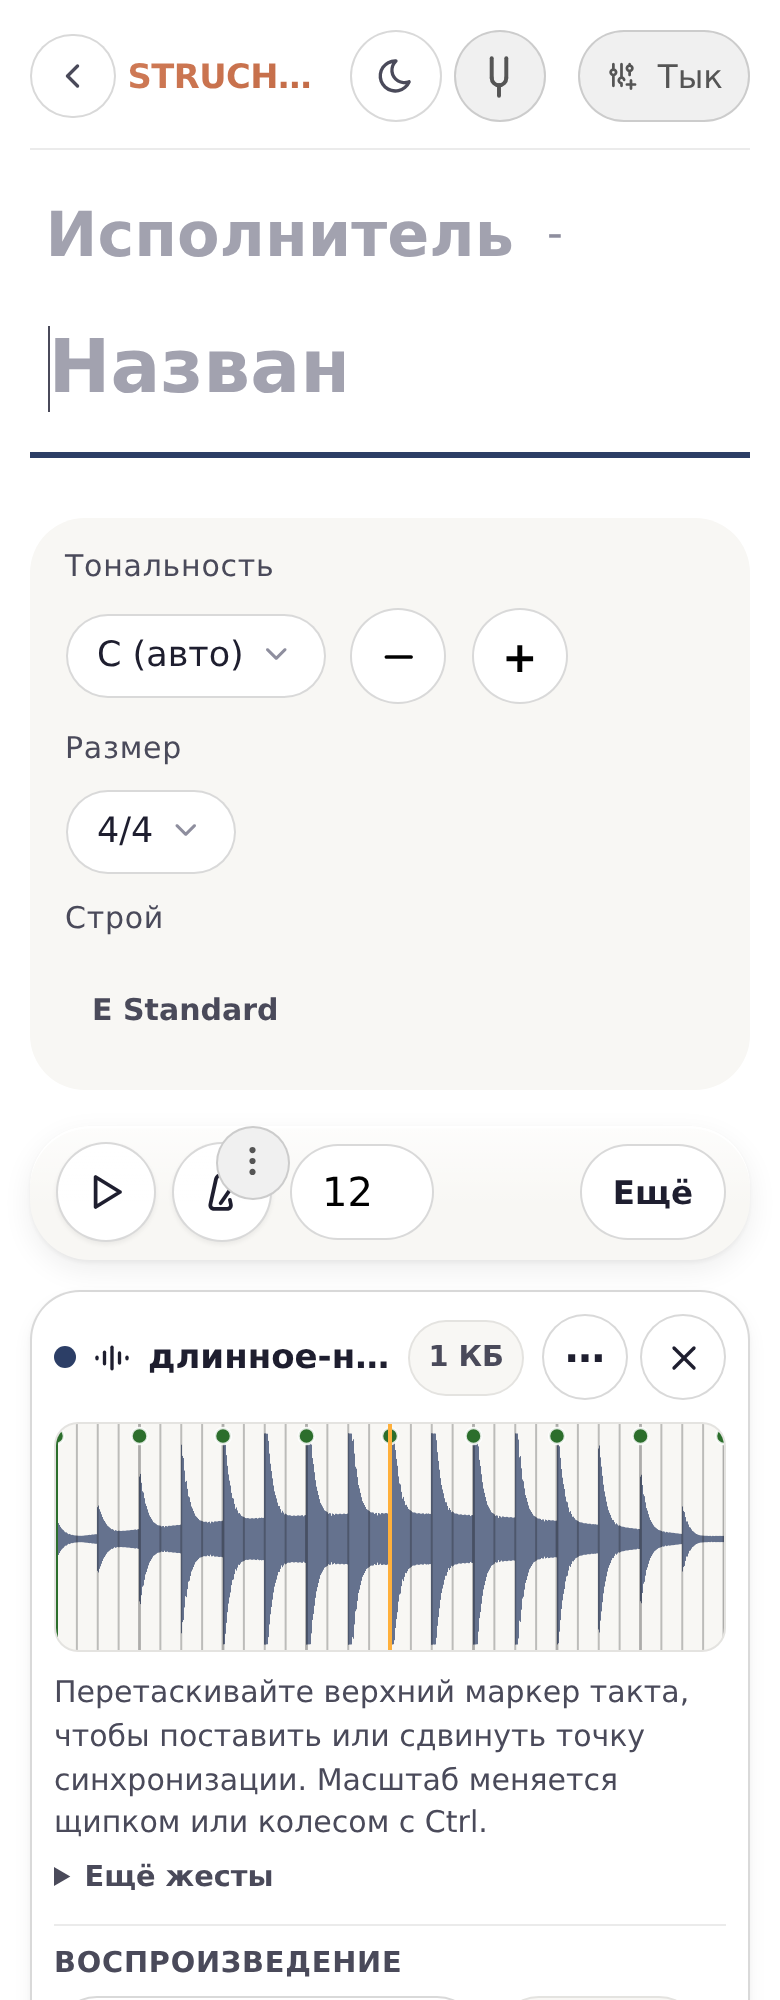 STRUCH...
Тык
Исполнитель -
Назван
Тональность
C (авто)
− +
Размер
4/4
Строй
E Standard
12
Ещё
длинное-н...
1 КБ
Перетаскивайте верхний маркер такта,
чтобы поставить или сдвинуть точку
синхронизации. Масштаб меняется
щипком или колесом с Ctrl.
Ещё жесты
ВОСПРОИЗВЕДЕНИЕ